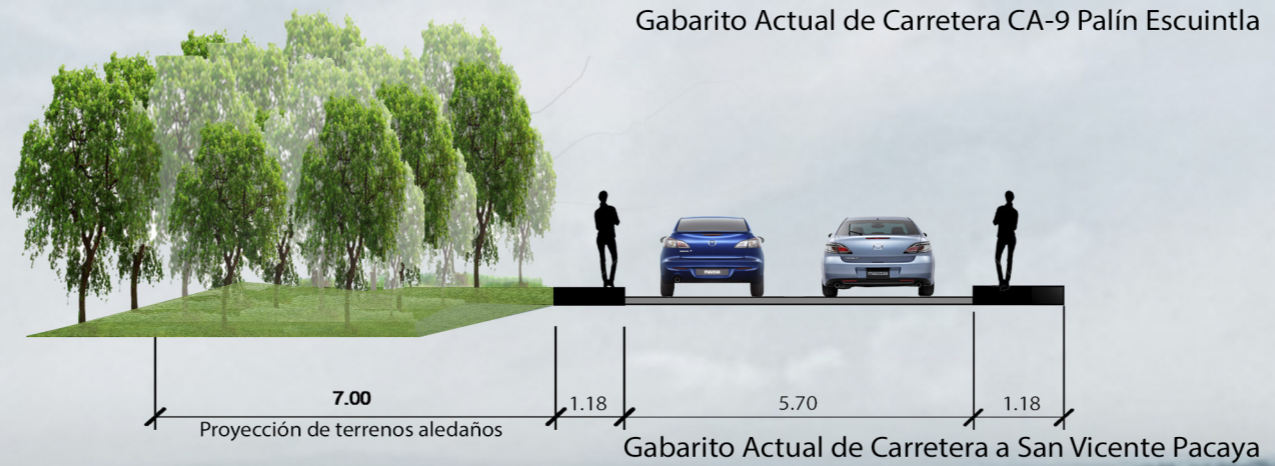 Gabarito Actual de Carretera CA-9 Palín Escuintla
7.00
1.18
5.70
1.18
Proyección de terrenos aledaños
Gabarito Actual de Carretera a San Vicente Pacaya